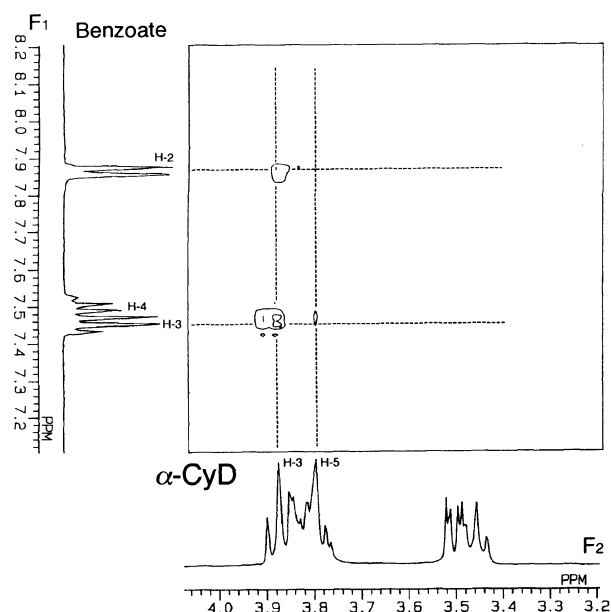 F1
Benzoate
8.2
8.1
8.0
7.9
7.8
7.7
7.6
7.5
7.4
7.3
7.2
PPM
H-2
H-4
H-3
α-CyD
H-3
H-5
F2
PPM
4.0 3.9 3.8 3.7 3.6 3.5 3.4 3.3 3.2